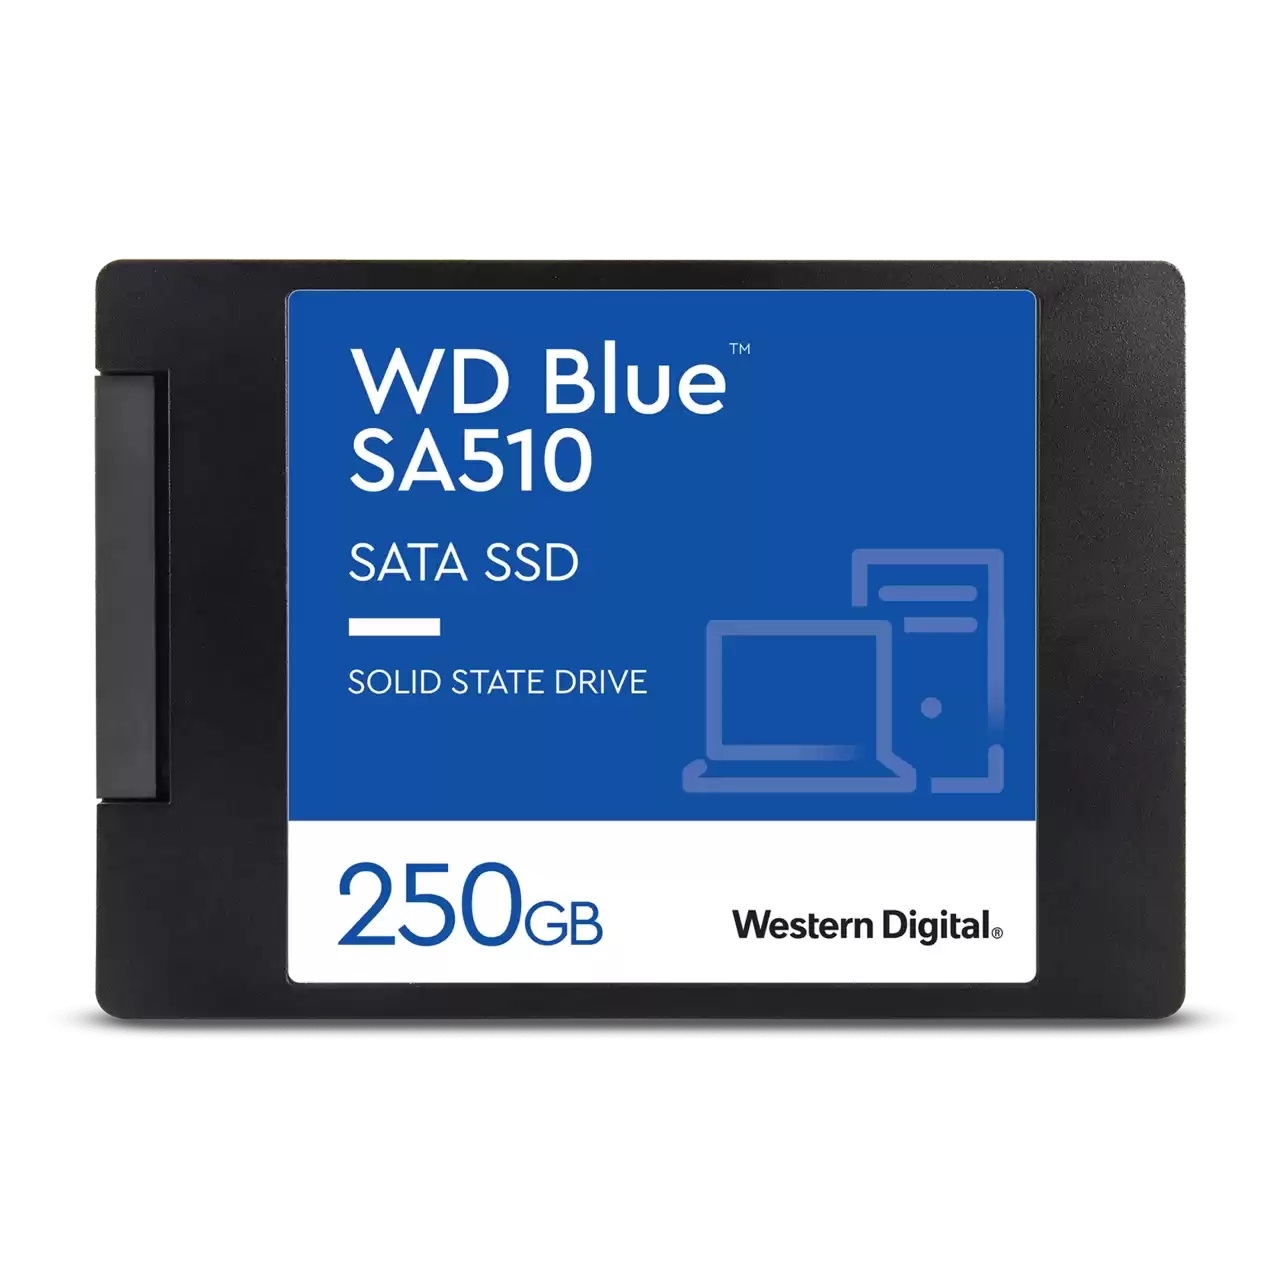 WD Blue™
SA510
SATA SSD
SOLID STATE DRIVE
250GB
Western Digital®